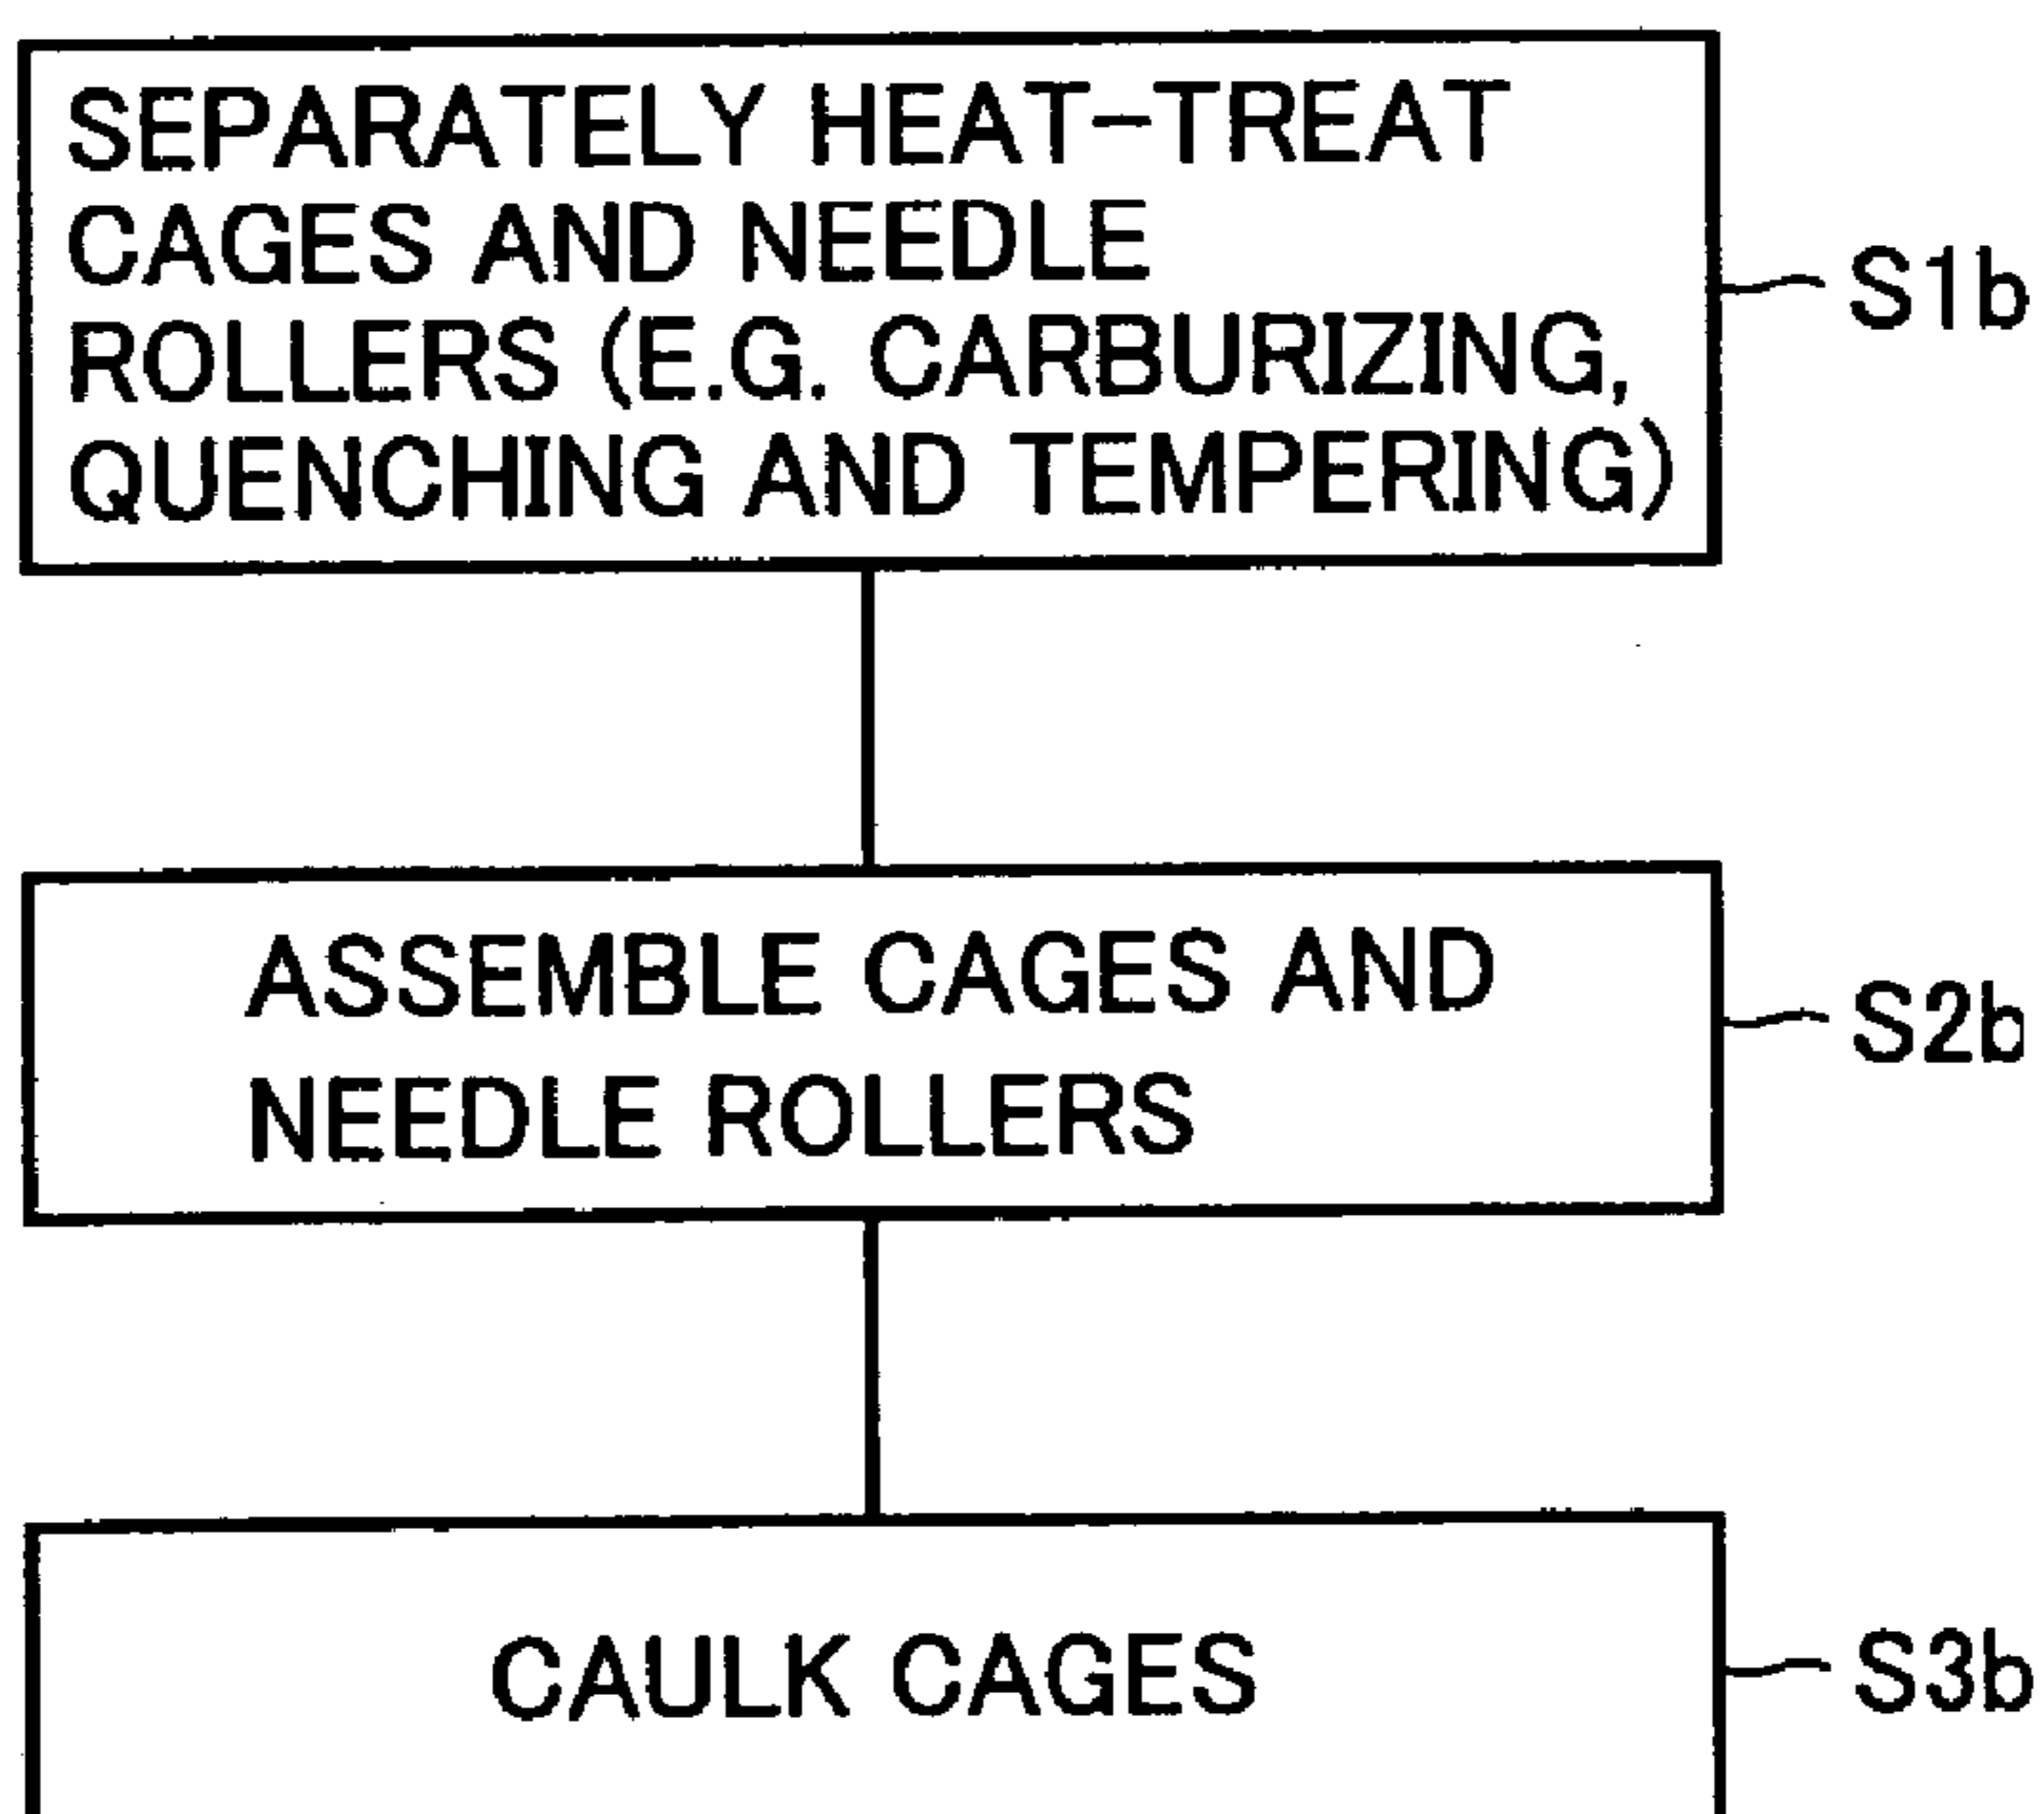 SEPARATELY HEAT-TREAT
CAGES AND NEEDLE
ROLLERS (E.G. CARBURIZING,
QUENCHING AND TEMPERING)
S1b
ASSEMBLE CAGES AND
NEEDLE ROLLERS
S2b
CAULK CAGES
S3b